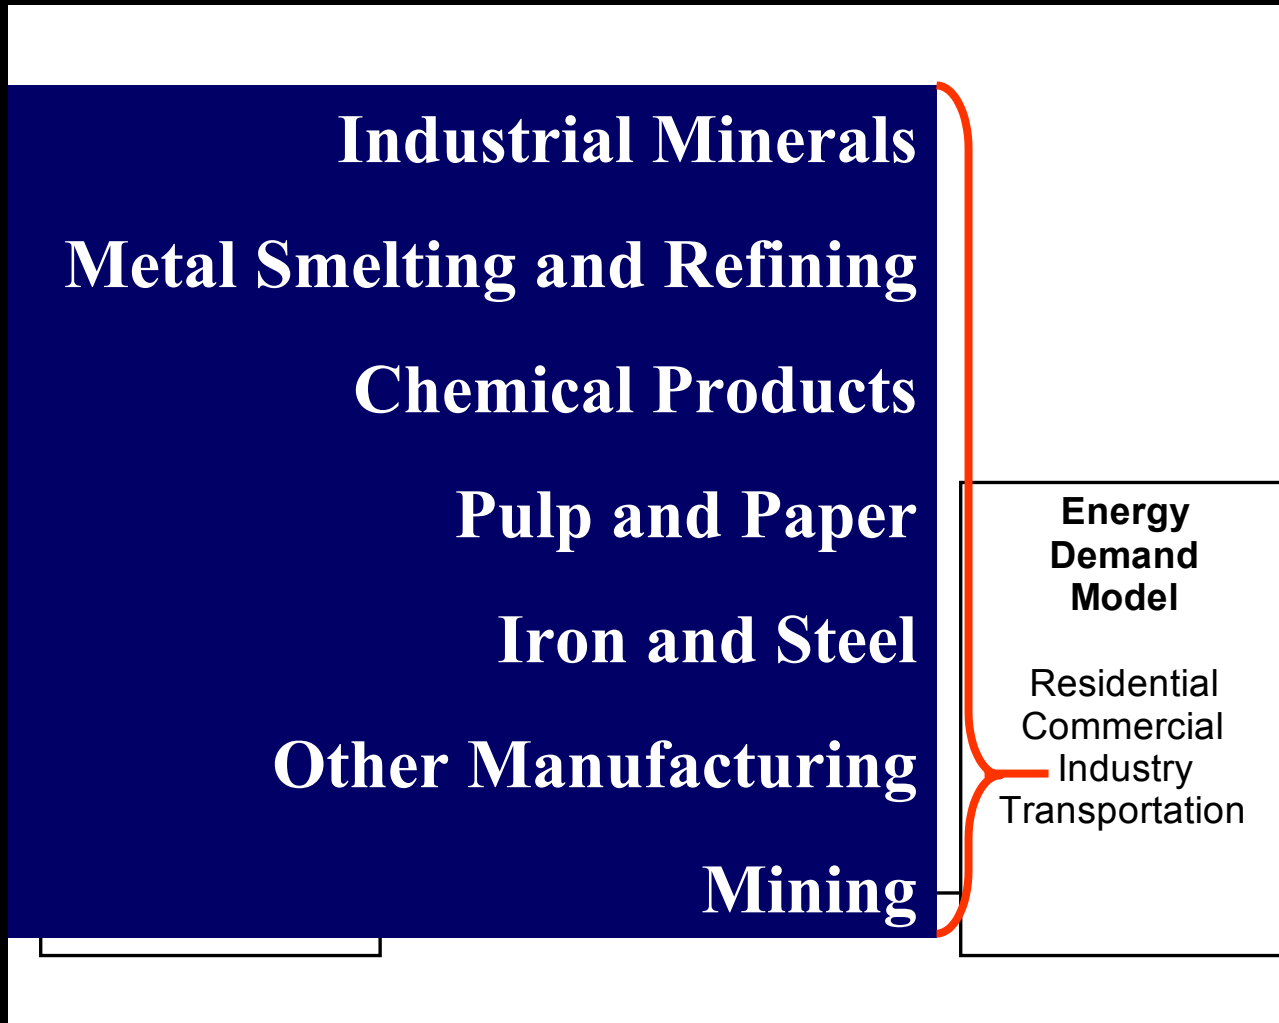 Industrial Minerals
Metal Smelting and Refining
Chemical Products
Pulp and Paper
Iron and Steel
Other Manufacturing
Mining
Energy
Demand
Model
Residential
Commercial
Industry
Transportation